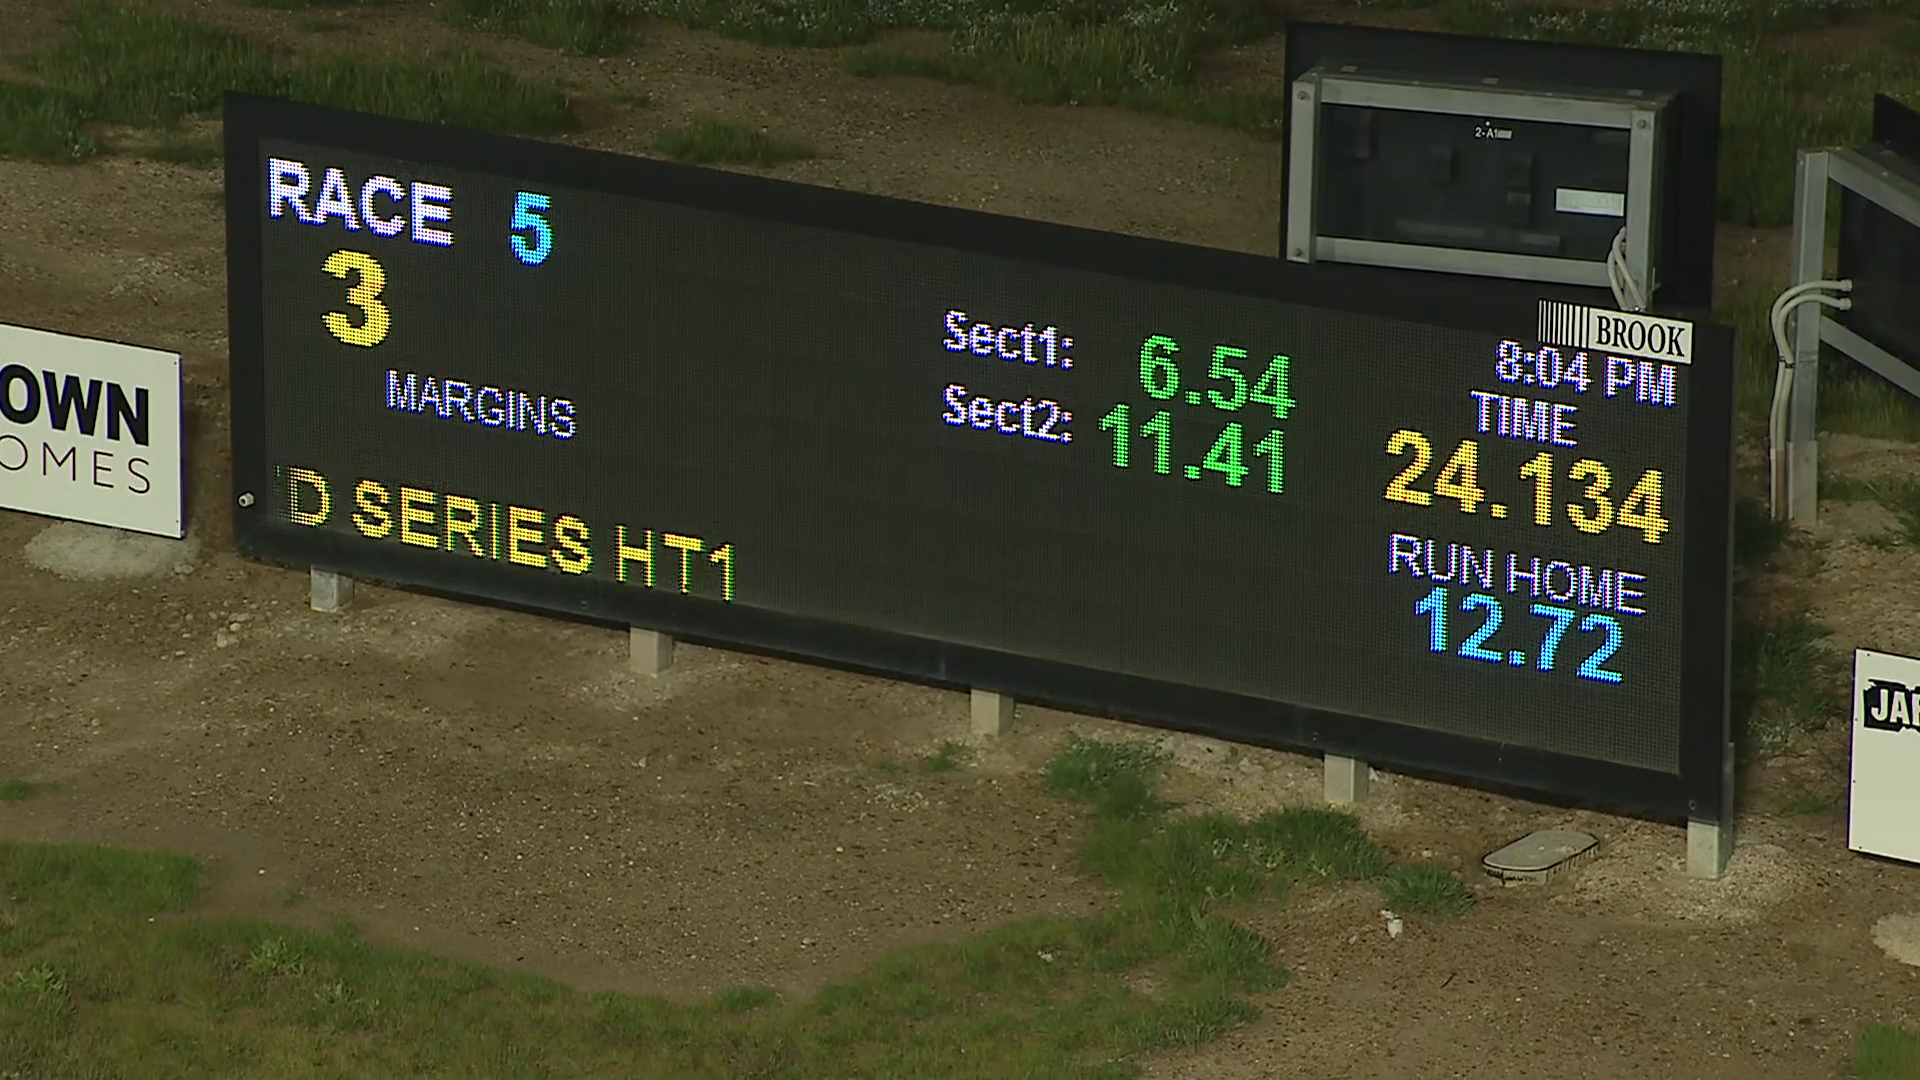 RACE 5
3
MARGINS
D SERIES HT1
Sect1: 6.54
Sect2: 11.41
BROOK
8:04 PM
TIME
24.134
RUN HOME
12.72
OWN
OMES
JAR